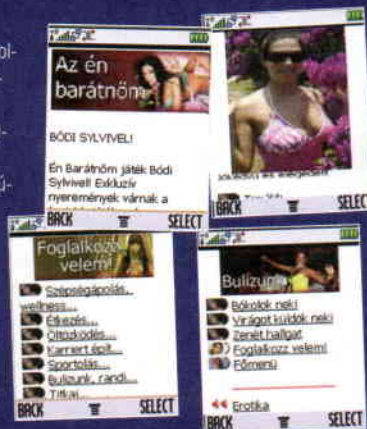 Az én
barátnőm
BÓDI SYLVIVEL!
Én Barátnőm játék Bódi
Sylvivel! Exkluzív
nyeremények várnak a
BACK SELECT
BACK SELECT
Foglalkozz
velem!
Szépségápolás,
wellness...
Étkezés...
Öltözködés...
Karriert épít...
Sportolás...
Bulizunk, randi...
Titkai...
BACK SELECT
Bulizunk
Bókolok neki
Virágot küldök neki
Zenét hallgat
Foglalkozz velem!
Főmenü
Erotika
BACK SELECT